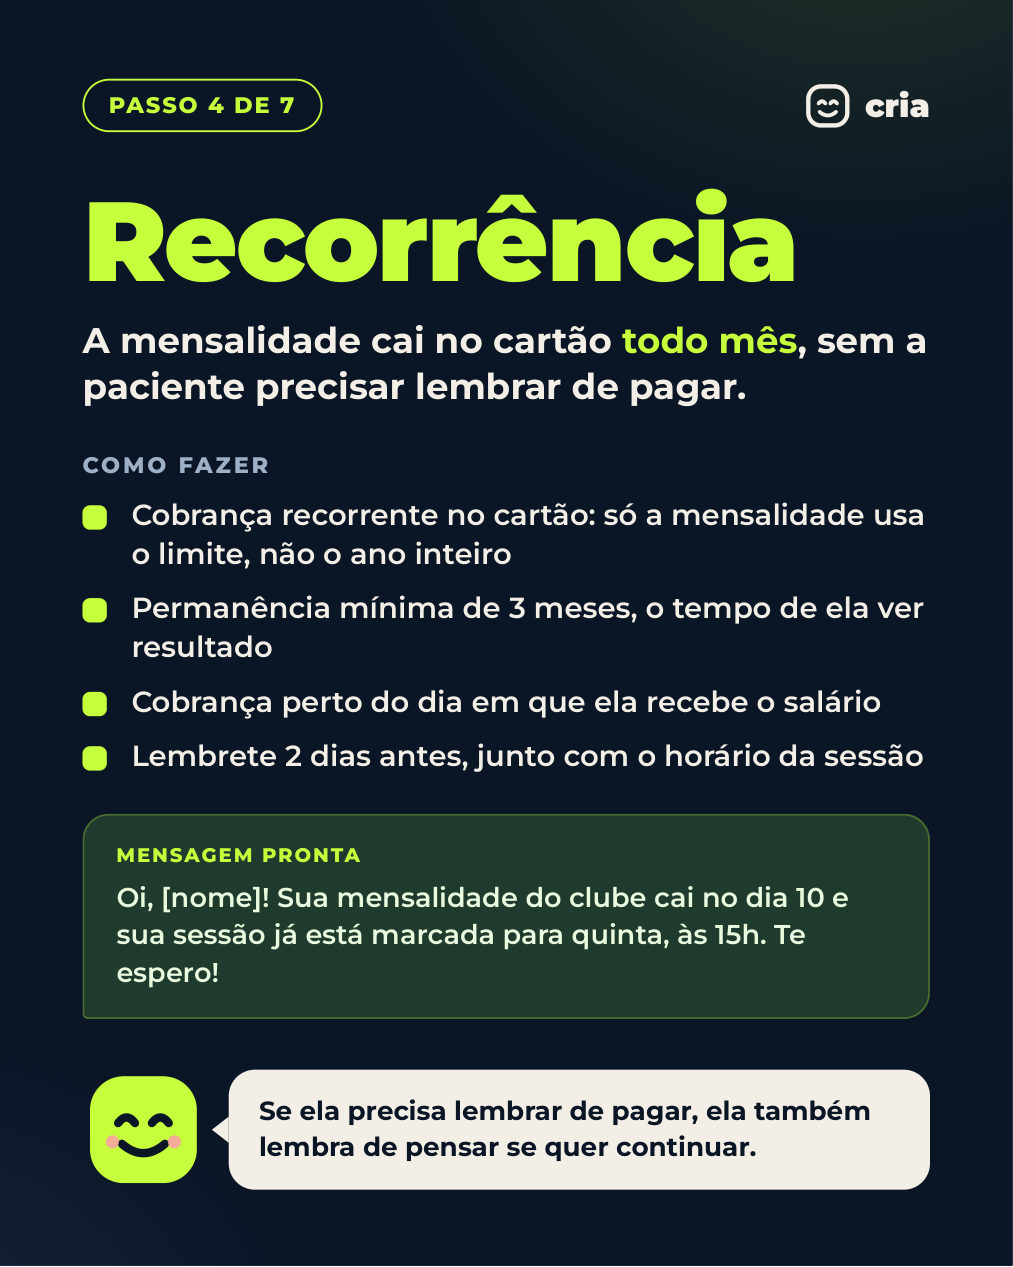 PASSO 4 DE 7
cria
Recorrência
A mensalidade cai no cartão todo mês, sem a
paciente precisar lembrar de pagar.
COMO FAZER
Cobrança recorrente no cartão: só a mensalidade usa
o limite, não o ano inteiro
Permanência mínima de 3 meses, o tempo de ela ver
resultado
Cobrança perto do dia em que ela recebe o salário
Lembrete 2 dias antes, junto com o horário da sessão
MENSAGEM PRONTA
Oi, [nome]! Sua mensalidade do clube cai no dia 10 e
sua sessão já está marcada para quinta, às 15h. Te
espero!
Se ela precisa lembrar de pagar, ela também
lembra de pensar se quer continuar.